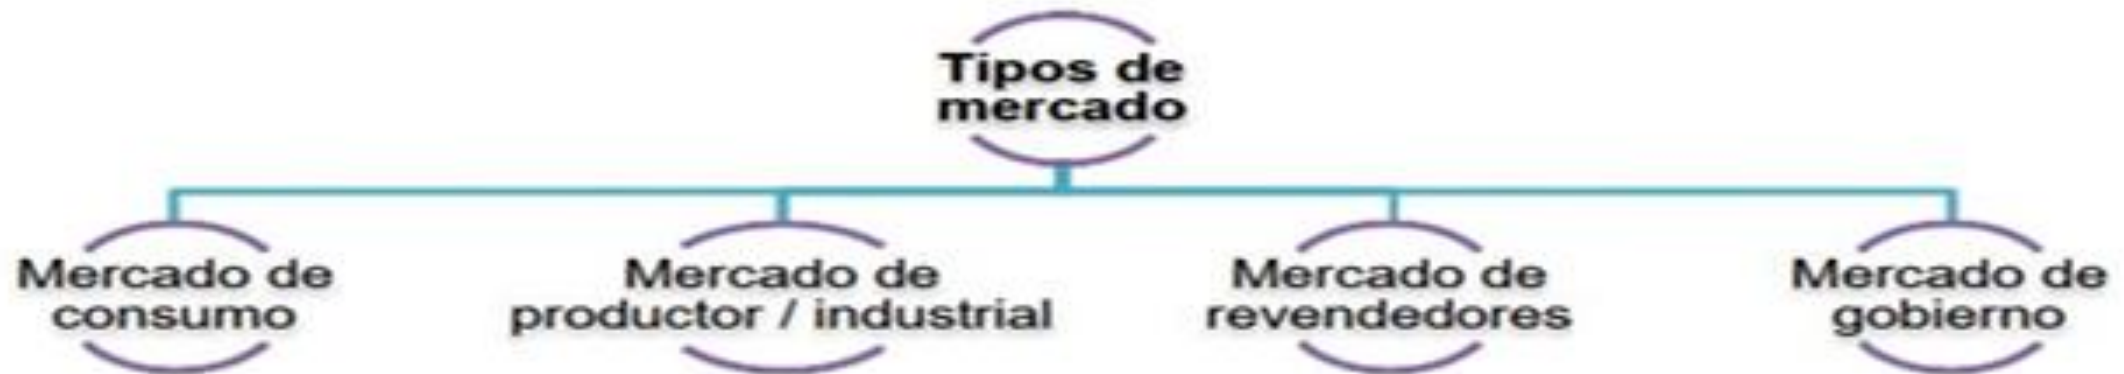 Tipos de
mercado
Mercado de
consumo
Mercado de
productor / industrial
Mercado de
revendedores
Mercado de
gobierno